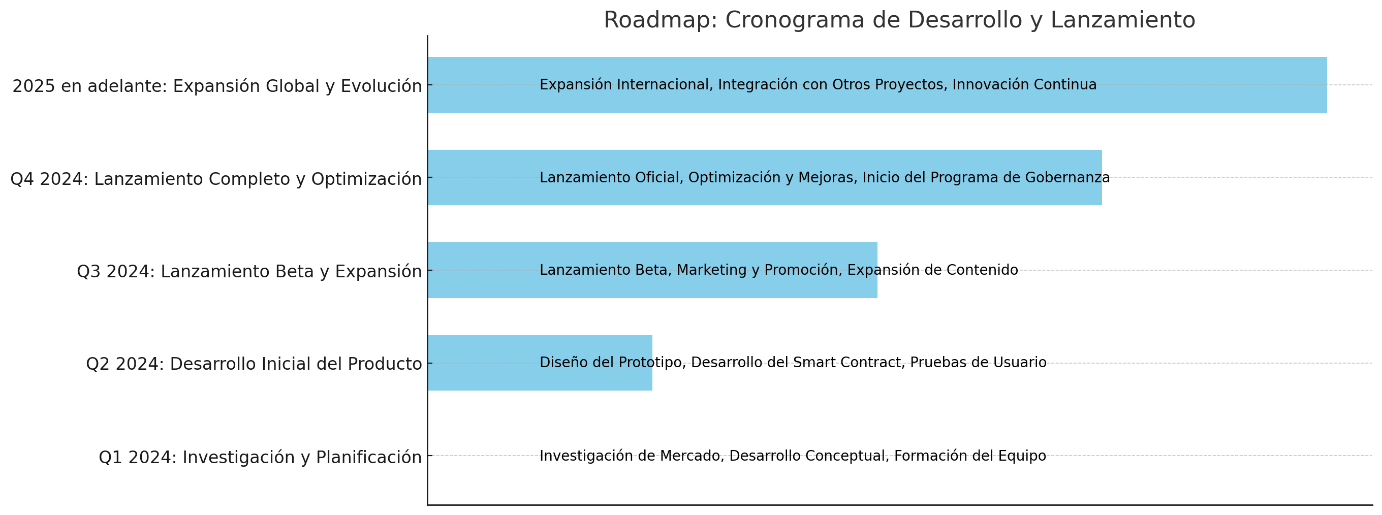 Roadmap: Cronograma de Desarrollo y Lanzamiento
2025 en adelante: Expansión Global y Evolución
Expansión Internacional, Integración con Otros Proyectos, Innovación Continua
Q4 2024: Lanzamiento Completo y Optimización
Lanzamiento Oficial, Optimización y Mejoras, Inicio del Programa de Gobernanza
Q3 2024: Lanzamiento Beta y Expansión
Lanzamiento Beta, Marketing y Promoción, Expansión de Contenido
Q2 2024: Desarrollo Inicial del Producto
Diseño del Prototipo, Desarrollo del Smart Contract, Pruebas de Usuario
Q1 2024: Investigación y Planificación
Investigación de Mercado, Desarrollo Conceptual, Formación del Equipo